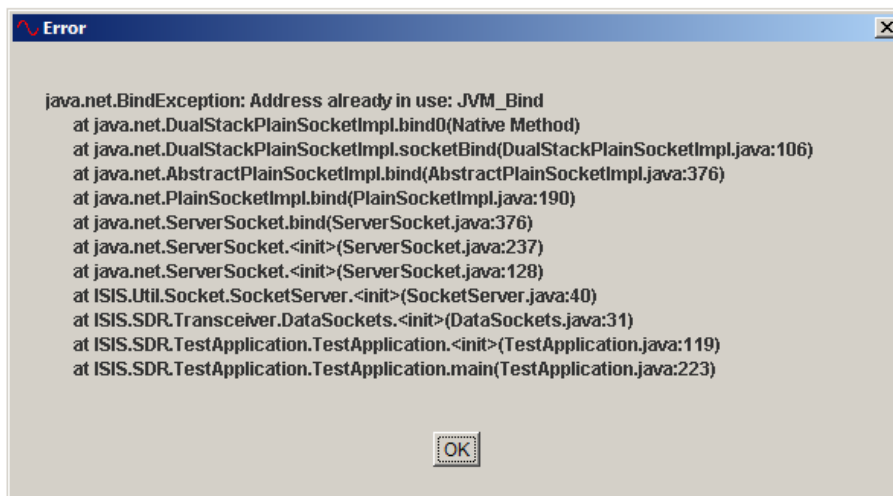 Error
java.net.BindException: Address already in use: JVM_Bind
at java.net.DualStackPlainSocketImpl.bind0(Native Method)
at java.net.DualStackPlainSocketImpl.socketBind(DualStackPlainSocketImpl.java:106)
at java.net.AbstractPlainSocketImpl.bind(AbstractPlainSocketImpl.java:376)
at java.net.PlainSocketImpl.bind(PlainSocketImpl.java:190)
at java.net.ServerSocket.bind(ServerSocket.java:376)
at java.net.ServerSocket.<init>(ServerSocket.java:237)
at java.net.ServerSocket.<init>(ServerSocket.java:128)
at ISIS.Util.Socket.SocketServer.<init>(SocketServer.java:40)
at ISIS.SDR.Transceiver.DataSockets.<init>(DataSockets.java:31)
at ISIS.SDR.TestApplication.TestApplication.<init>(TestApplication.java:119)
at ISIS.SDR.TestApplication.TestApplication.main(TestApplication.java:223)
OK